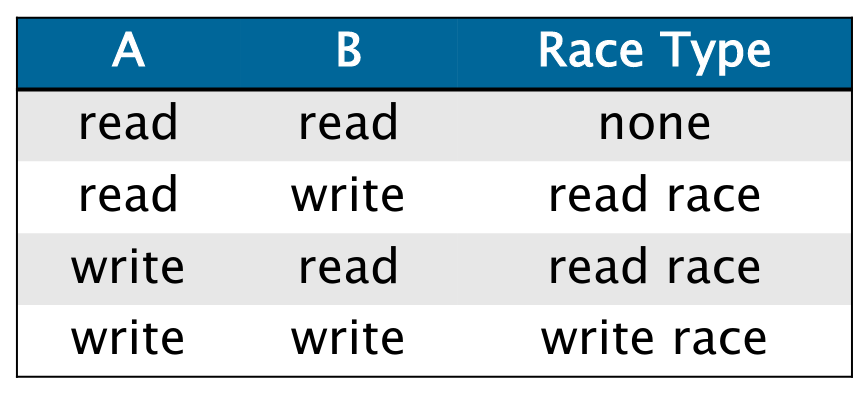 A B Race Type
read read none
read write read race
write read read race
write write write race